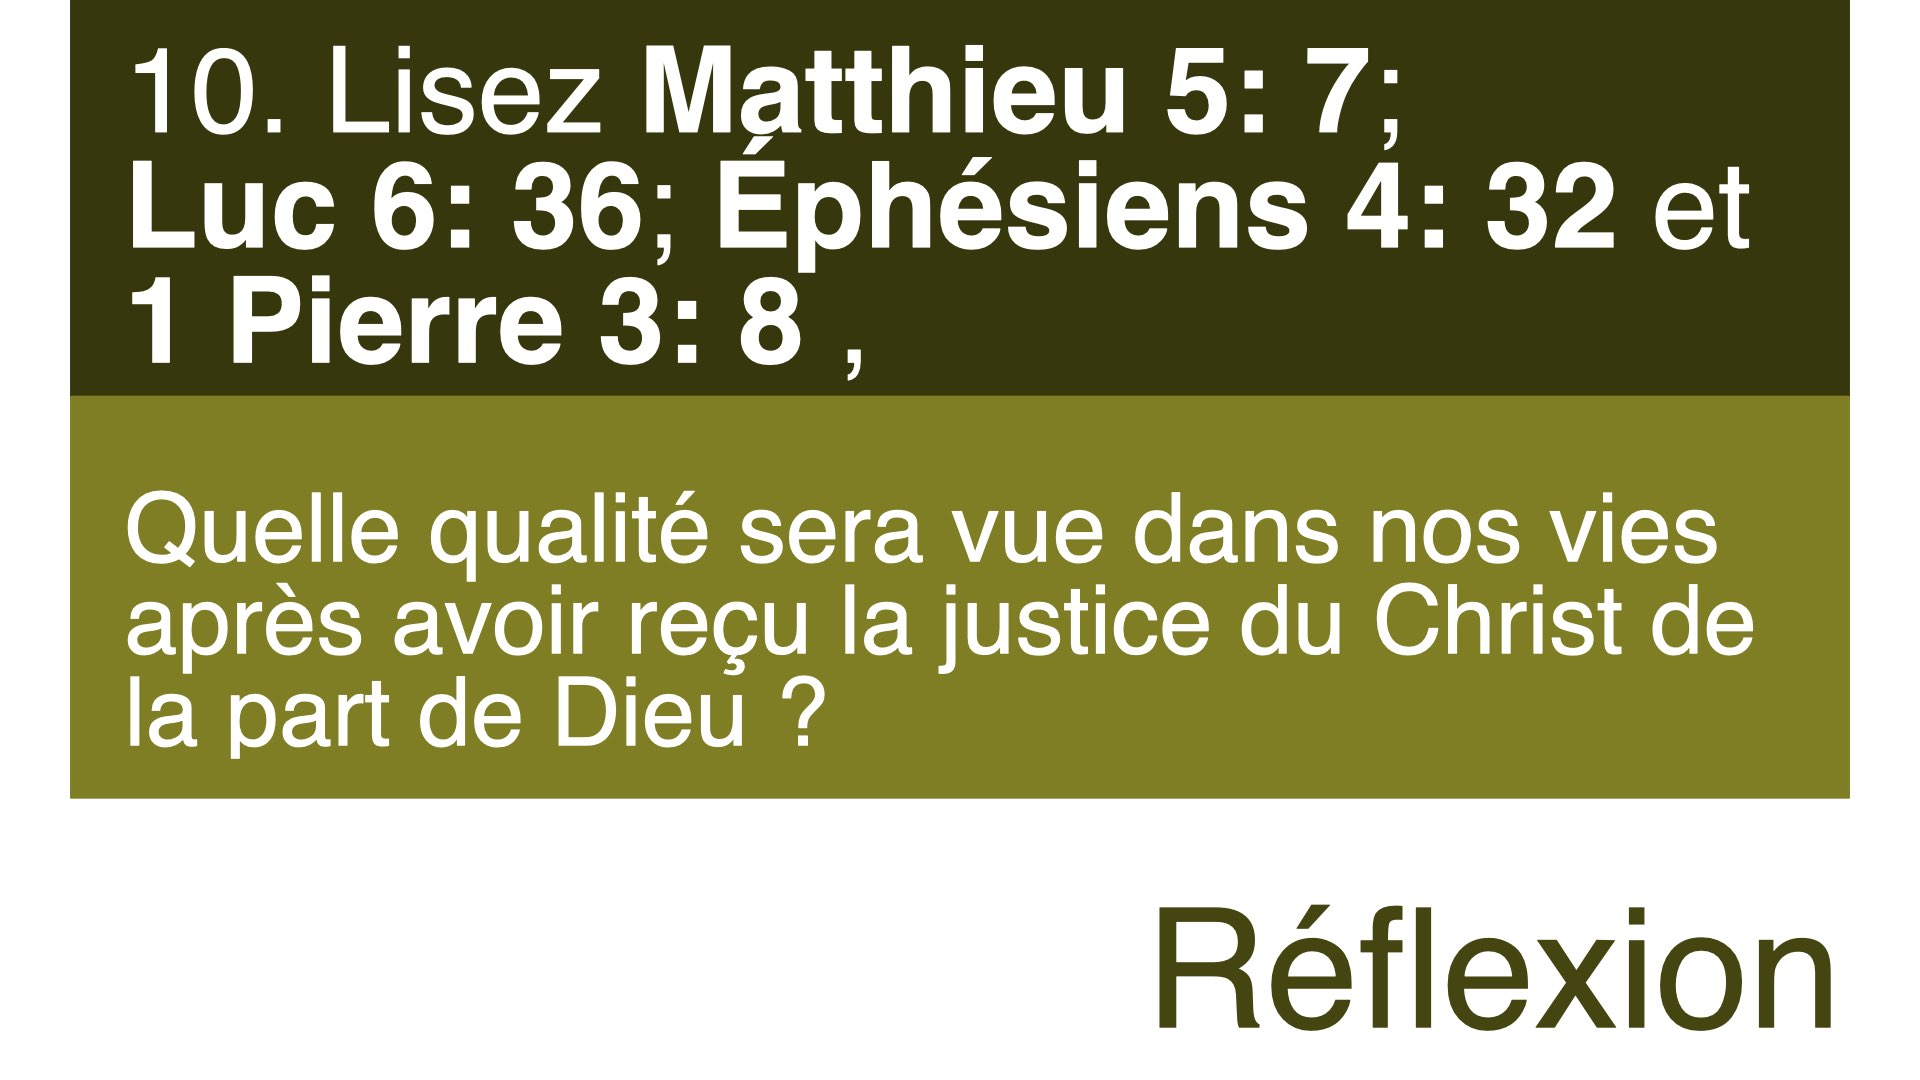 10. Lisez Matthieu 5: 7;
Luc 6: 36; Éphésiens 4: 32 et
1 Pierre 3: 8 ,
Quelle qualité sera vue dans nos vies
après avoir reçu la justice du Christ de
la part de Dieu ?
Réflexion